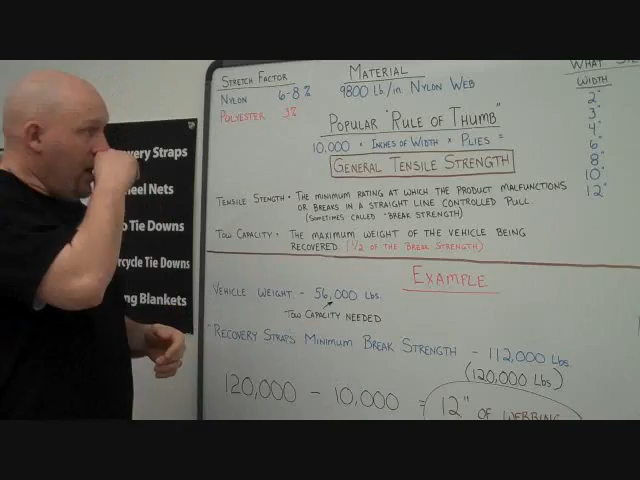 STRETCH FACTOR
NYLON 6-8%
POLYESTER 3%
MATERIAL
9800 Lb/in NYLON WEB
POPULAR "RULE OF THUMB"
10,000 × INCHES OF WIDTH × PLIES =
GENERAL TENSILE STRENGTH
TENSILE STENGTH - THE MINIMUM RATING AT WHICH THE PRODUCT MALFUNCTIONS
OR BREAKS IN A STRAIGHT LINE CONTROLLED PULL.
(SOMETIMES CALLED "BREAK STRENGTH)
TOW CAPACITY - THE MAXIMUM WEIGHT OF THE VEHICLE BEING
RECOVERED. (1/2 OF THE BREAK STRENGTH)
WHAT
WIDTH
2"
3"
4"
6"
8"
10"
12"
EXAMPLE
VEHICLE WEIGHT - 56,000 Lbs.
TOW CAPACITY NEEDED
*RECOVERY STRAPS MINIMUM BREAK STRENGTH - 112,000 Lbs.
(120,000 Lbs)
120,000 - 10,000 = 12" OF WEBBING
very Straps
eel Nets
o Tie Downs
rcycle Tie Downs
ng Blankets